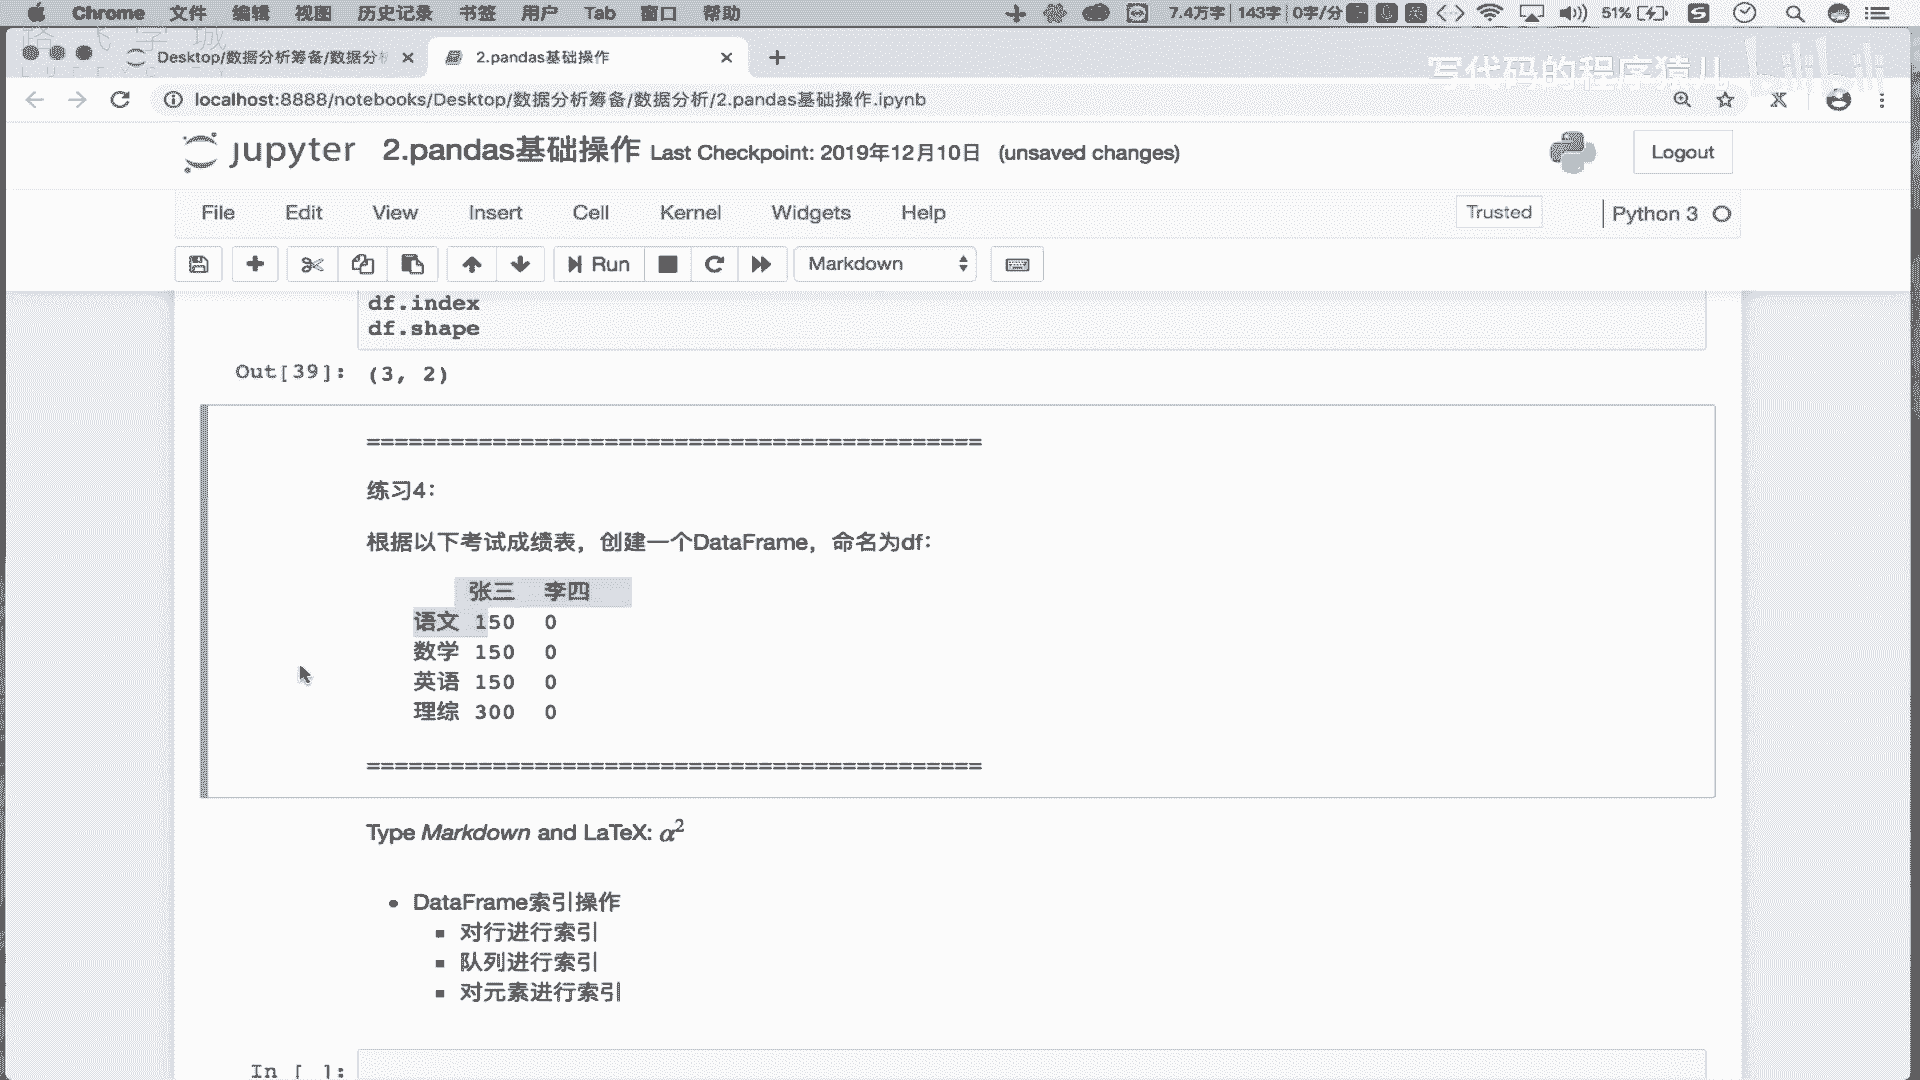 Chrome 文件 编辑 视图 历史记录 书签 用户 Tab 窗口 帮助 7.4万字 143字 0字/分 51%
Desktop/数据分析筹备/数据分析 2.pandas基础操作
写代码的程序猿儿 bilibili
localhost:8888/notebooks/Desktop/数据分析筹备/数据分析/2.pandas基础操作.ipynb
jupyter 2.pandas基础操作 Last Checkpoint: 2019年12月10日 (unsaved changes) Logout
File Edit View Insert Cell Kernel Widgets Help Trusted Python 3
Run Markdown
df.index
df.shape
Out[39]: (3, 2)
============================================
练习4：
根据以下考试成绩表，创建一个DataFrame，命名为df：
张三 李四
语文 150 0
数学 150 0
英语 150 0
理综 300 0
============================================
Type Markdown and LaTeX: α²
DataFrame索引操作
对行进行索引
队列进行索引
对元素进行索引
In [ ]: